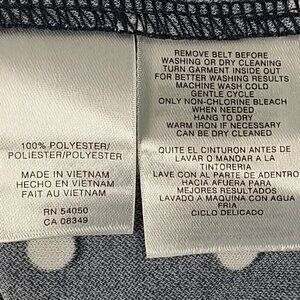 100% POLYESTER/
POLIESTER/POLYESTER
MADE IN VIETNAM
HECHO EN VIETNAM
FAIT AU VIETNAM
RN 54050
CA 08349
REMOVE BELT BEFORE
WASHING OR DRY CLEANING
TURN GARMENT INSIDE OUT
FOR BETTER WASHING RESULTS
MACHINE WASH COLD
GENTLE CYCLE
ONLY NON-CHLORINE BLEACH
WHEN NEEDED
HANG TO DRY
WARM IRON IF NECESSARY
CAN BE DRY CLEANED
QUITE EL CINTURON ANTES DE
LAVAR O MANDAR A LA
TINTORERIA
LAVE CON AL PARTE DE ADENTRO
HACIA AFUERA PARA
MEJORES RESULTADOS
LAVADO A MAQUINA CON AGUA
FRIA
CICLO DELICADO